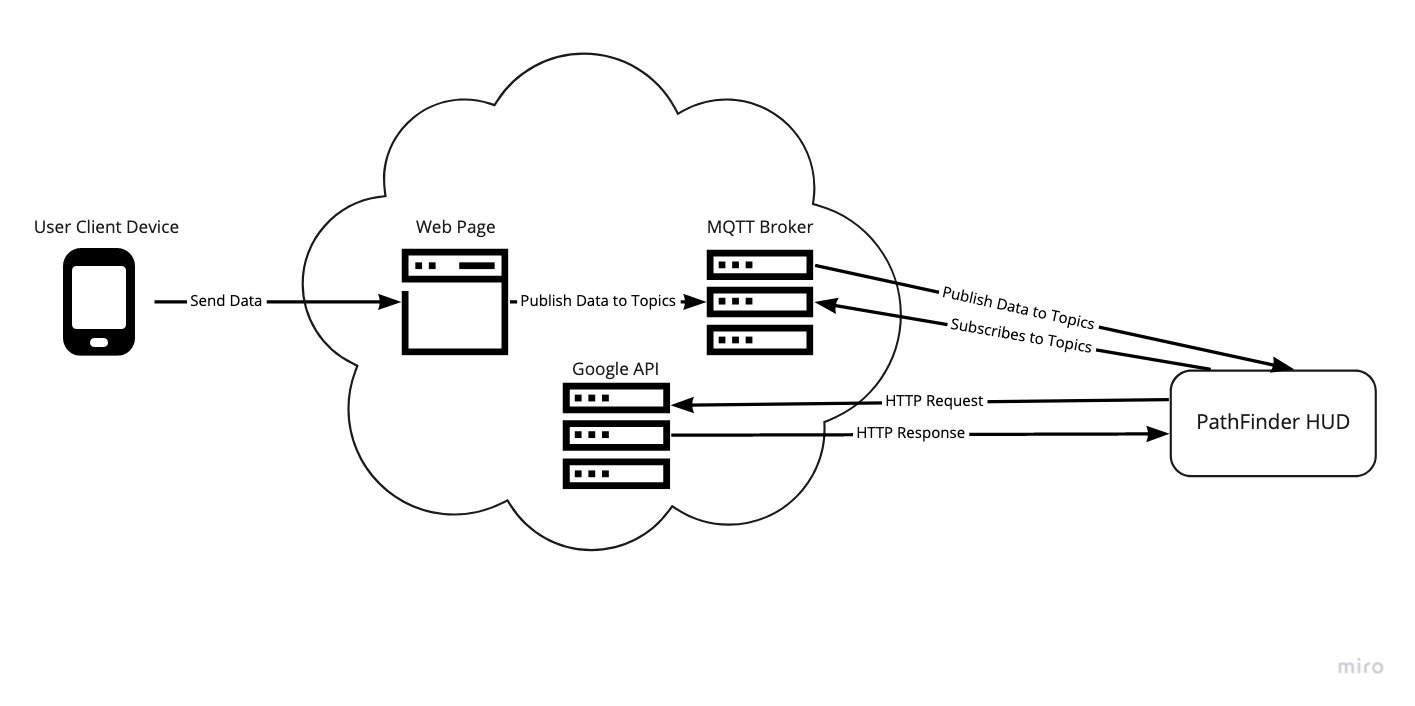 User Client Device
Web Page
MQTT Broker
Send Data
Publish Data to Topics
Publish Data to Topics
Subscribes to Topics
Google API
HTTP Request
HTTP Response
PathFinder HUD
miro